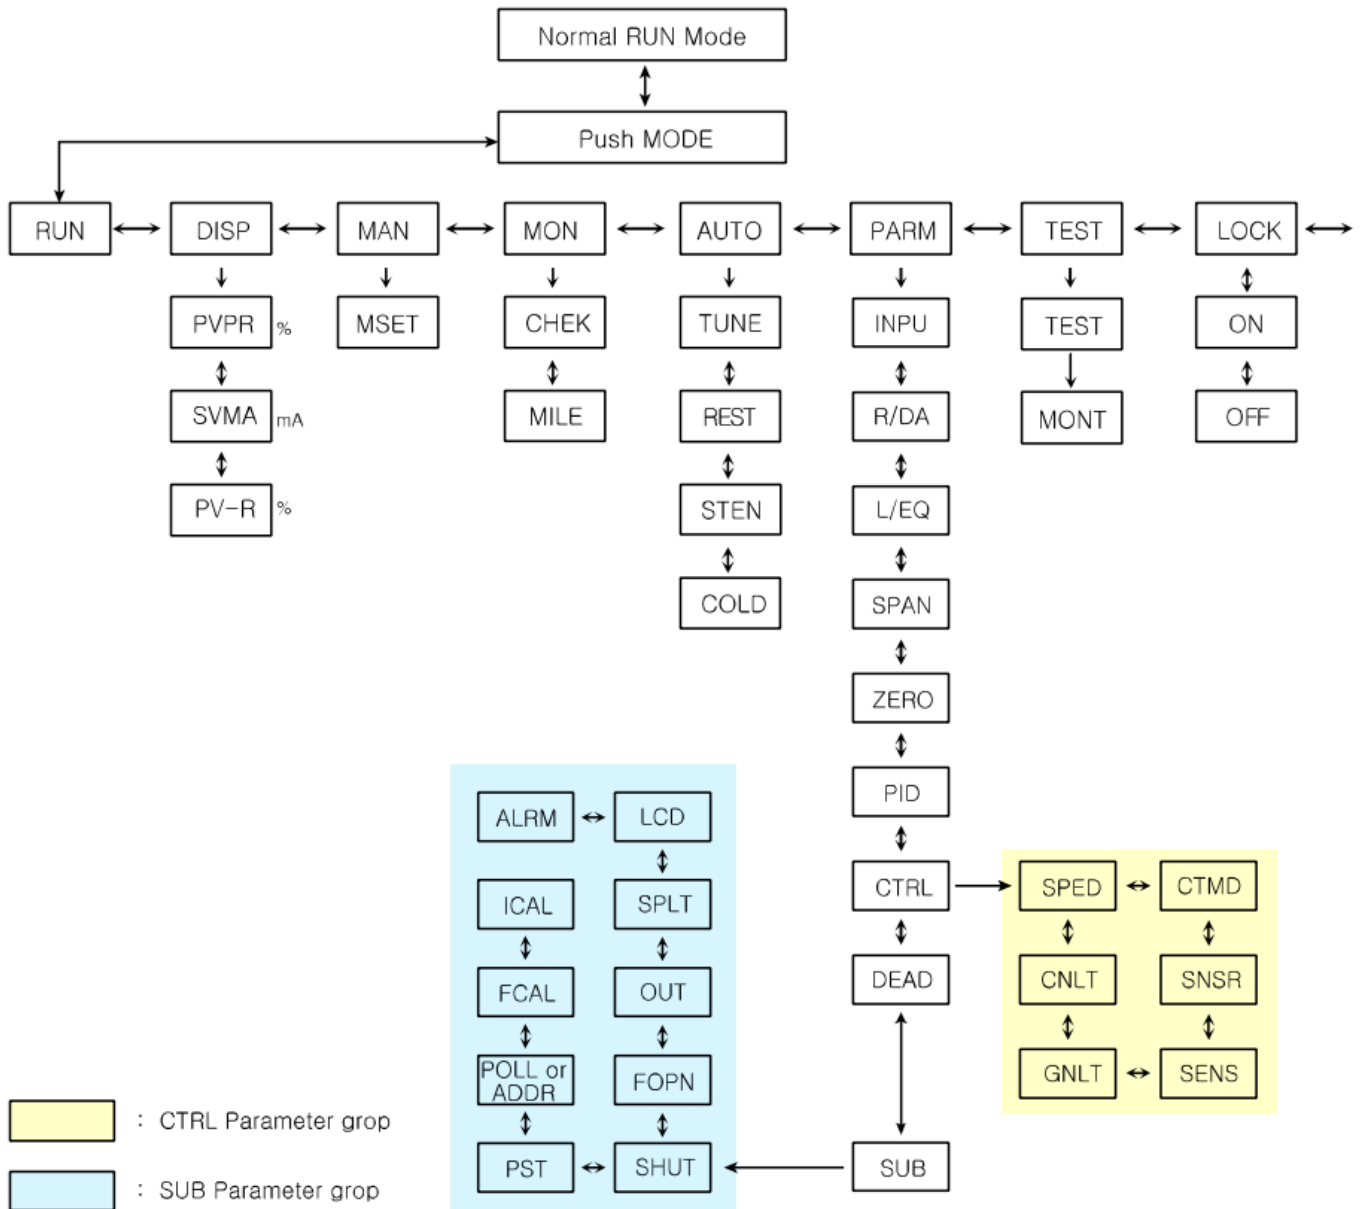 Normal RUN Mode
Push MODE
RUN DISP MAN MON AUTO PARM TEST LOCK
PVPR % MSET CHEK TUNE INPU TEST ON
SVMA mA MILE REST R/DA MONT OFF
PV-R % STEN L/EQ
COLD SPAN
ZERO
ALRM LCD PID
ICAL SPLT CTRL SPED CTMD
FCAL OUT DEAD CNLT SNSR
POLL or
ADDR FOPN GNLT SENS
: CTRL Parameter grop
PST SHUT SUB
: SUB Parameter grop